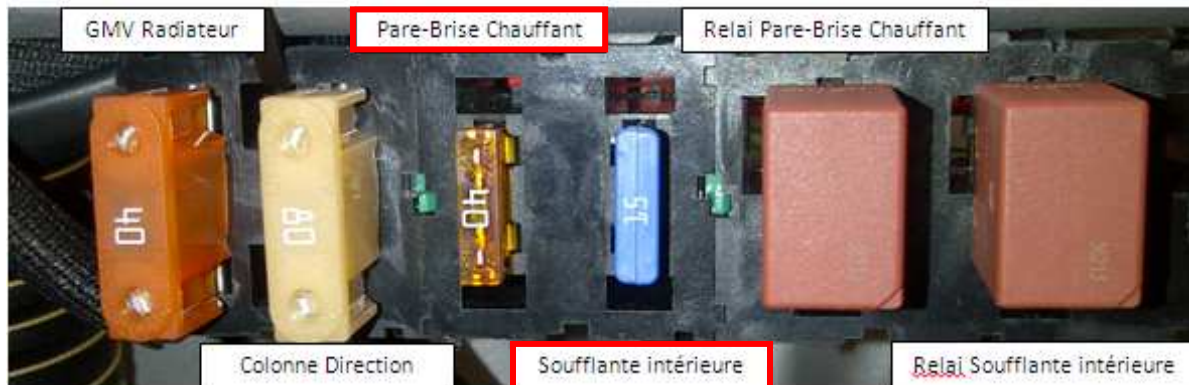 GMV Radiateur
Pare-Brise Chauffant
Relai Pare-Brise Chauffant
40
80
40
15
Colonne Direction
Soufflante intérieure
Relai Soufflante intérieure